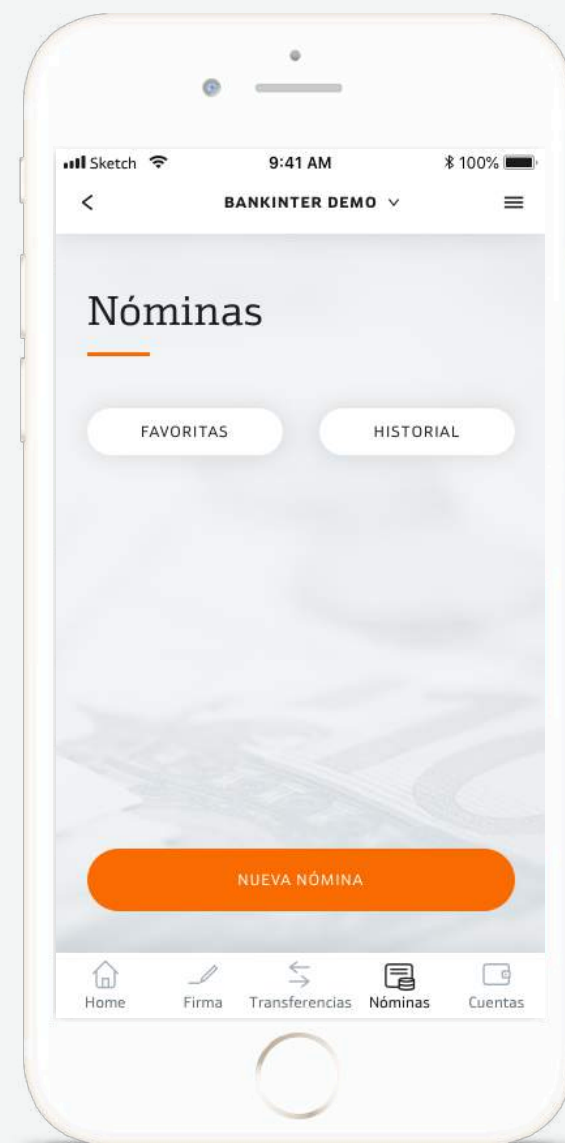 Sketch 9:41 AM 100%
BANKINTER DEMO
Nóminas
FAVORITAS HISTORIAL
NUEVA NÓMINA
Home Firma Transferencias Nóminas Cuentas